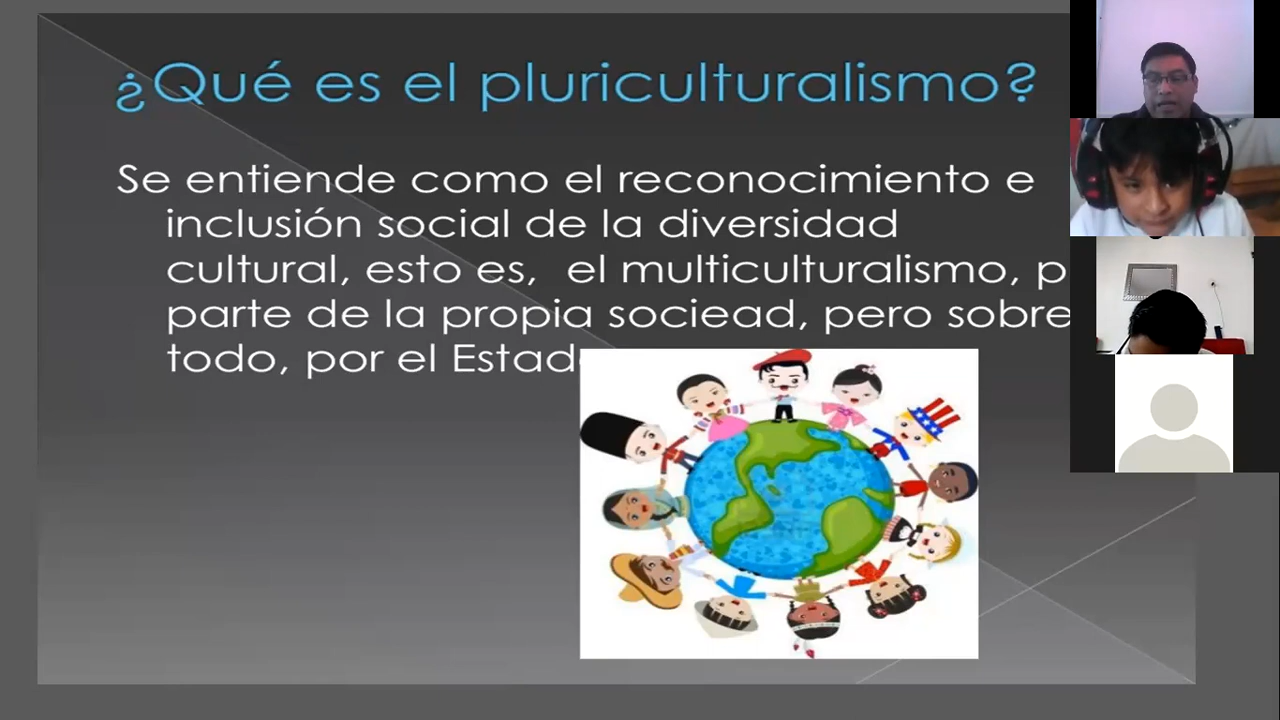 ¿Qué es el pluriculturalismo?
Se entiende como el reconocimiento e
inclusión social de la diversidad
cultural, esto es, el multiculturalismo, p
parte de la propia sociead, pero sobre
todo, por el Estad